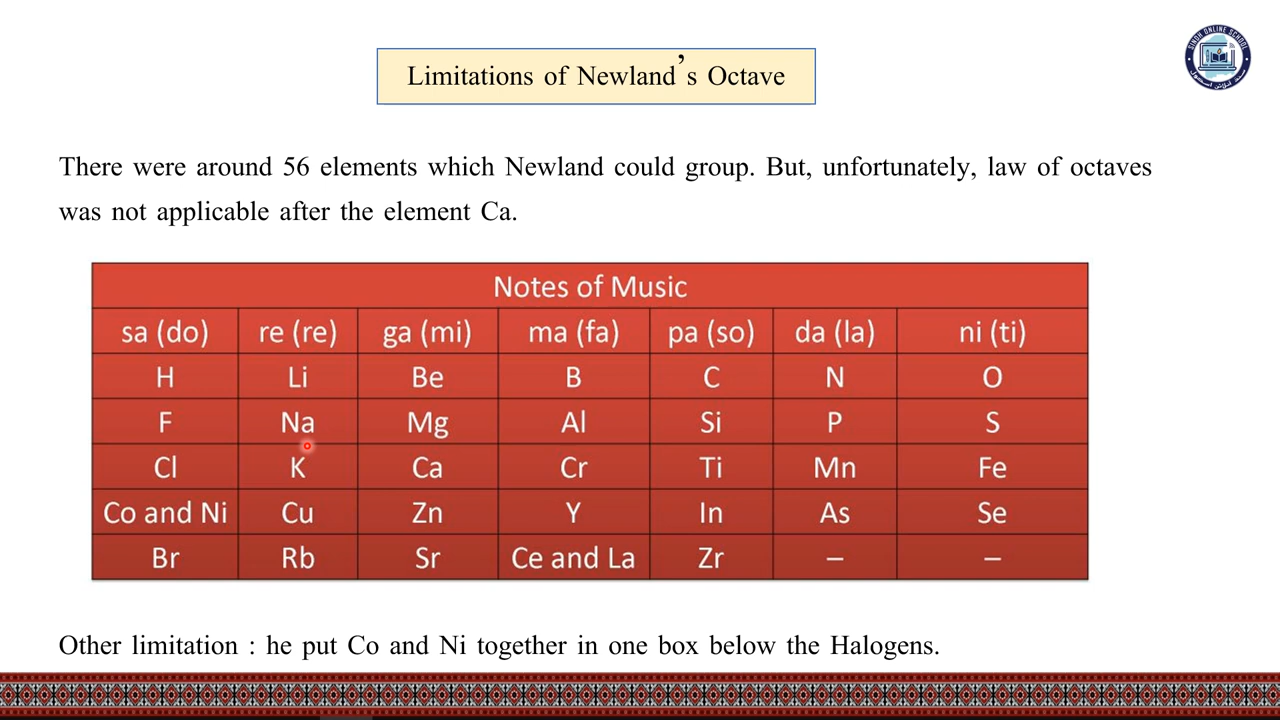 SINDH ONLINE SCHOOL
Limitations of Newland's Octave
There were around 56 elements which Newland could group. But, unfortunately, law of octaves
was not applicable after the element Ca.
Notes of Music
sa (do) re (re) ga (mi) ma (fa) pa (so) da (la) ni (ti)
H Li Be B C N O
F Na Mg Al Si P S
Cl K Ca Cr Ti Mn Fe
Co and Ni Cu Zn Y In As Se
Br Rb Sr Ce and La Zr – –
Other limitation : he put Co and Ni together in one box below the Halogens.